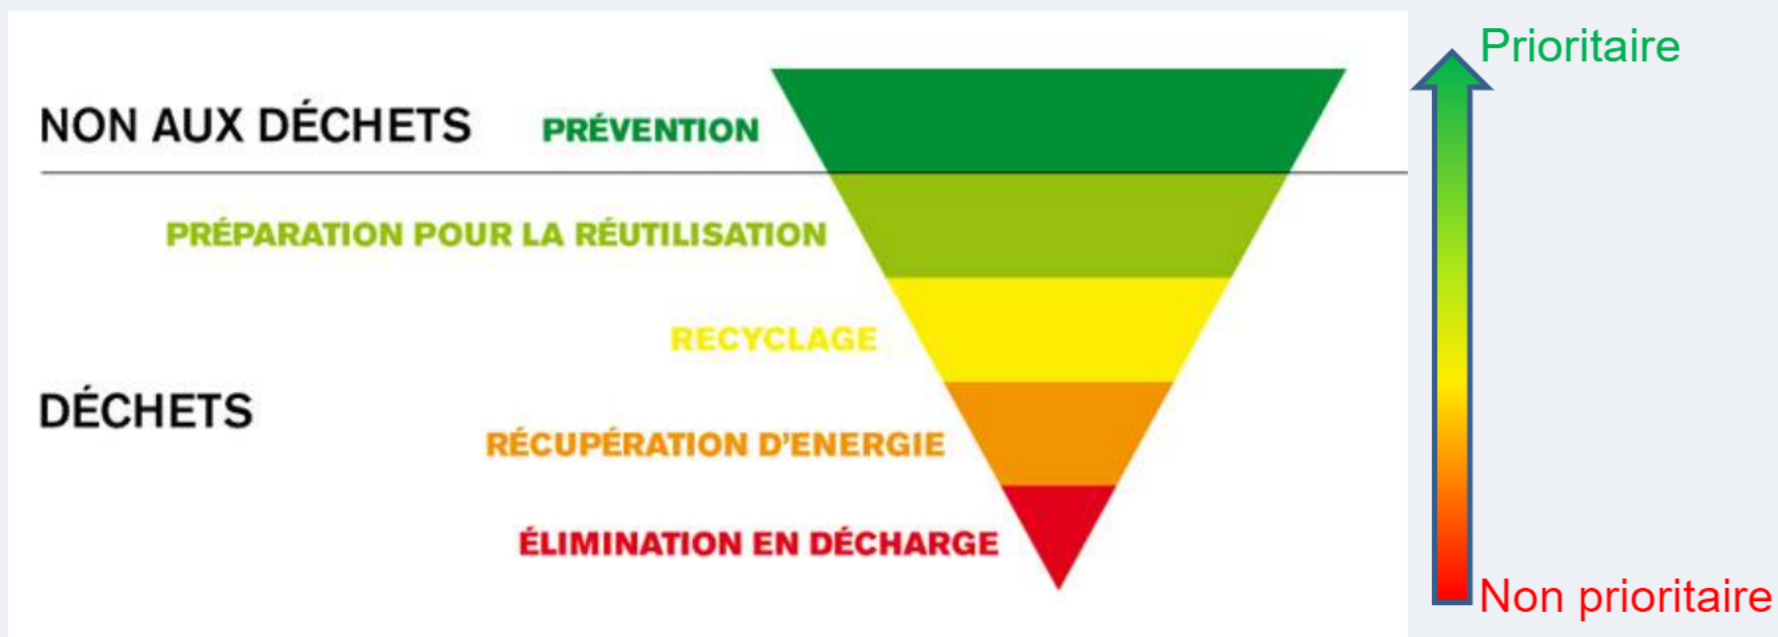 Prioritaire
NON AUX DÉCHETS PRÉVENTION
PRÉPARATION POUR LA RÉUTILISATION
RECYCLAGE
DÉCHETS
RÉCUPÉRATION D'ENERGIE
ÉLIMINATION EN DÉCHARGE
Non prioritaire